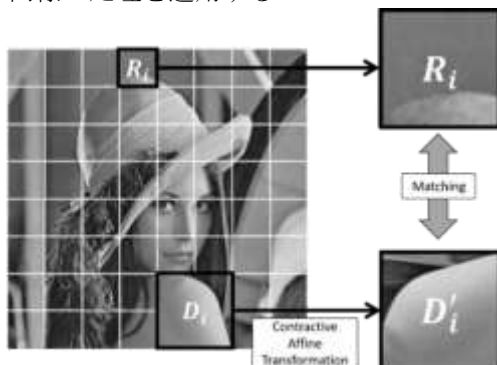 R_i
R_i
Matching
D_i
D'_i
Contractive
Affine
Transformation